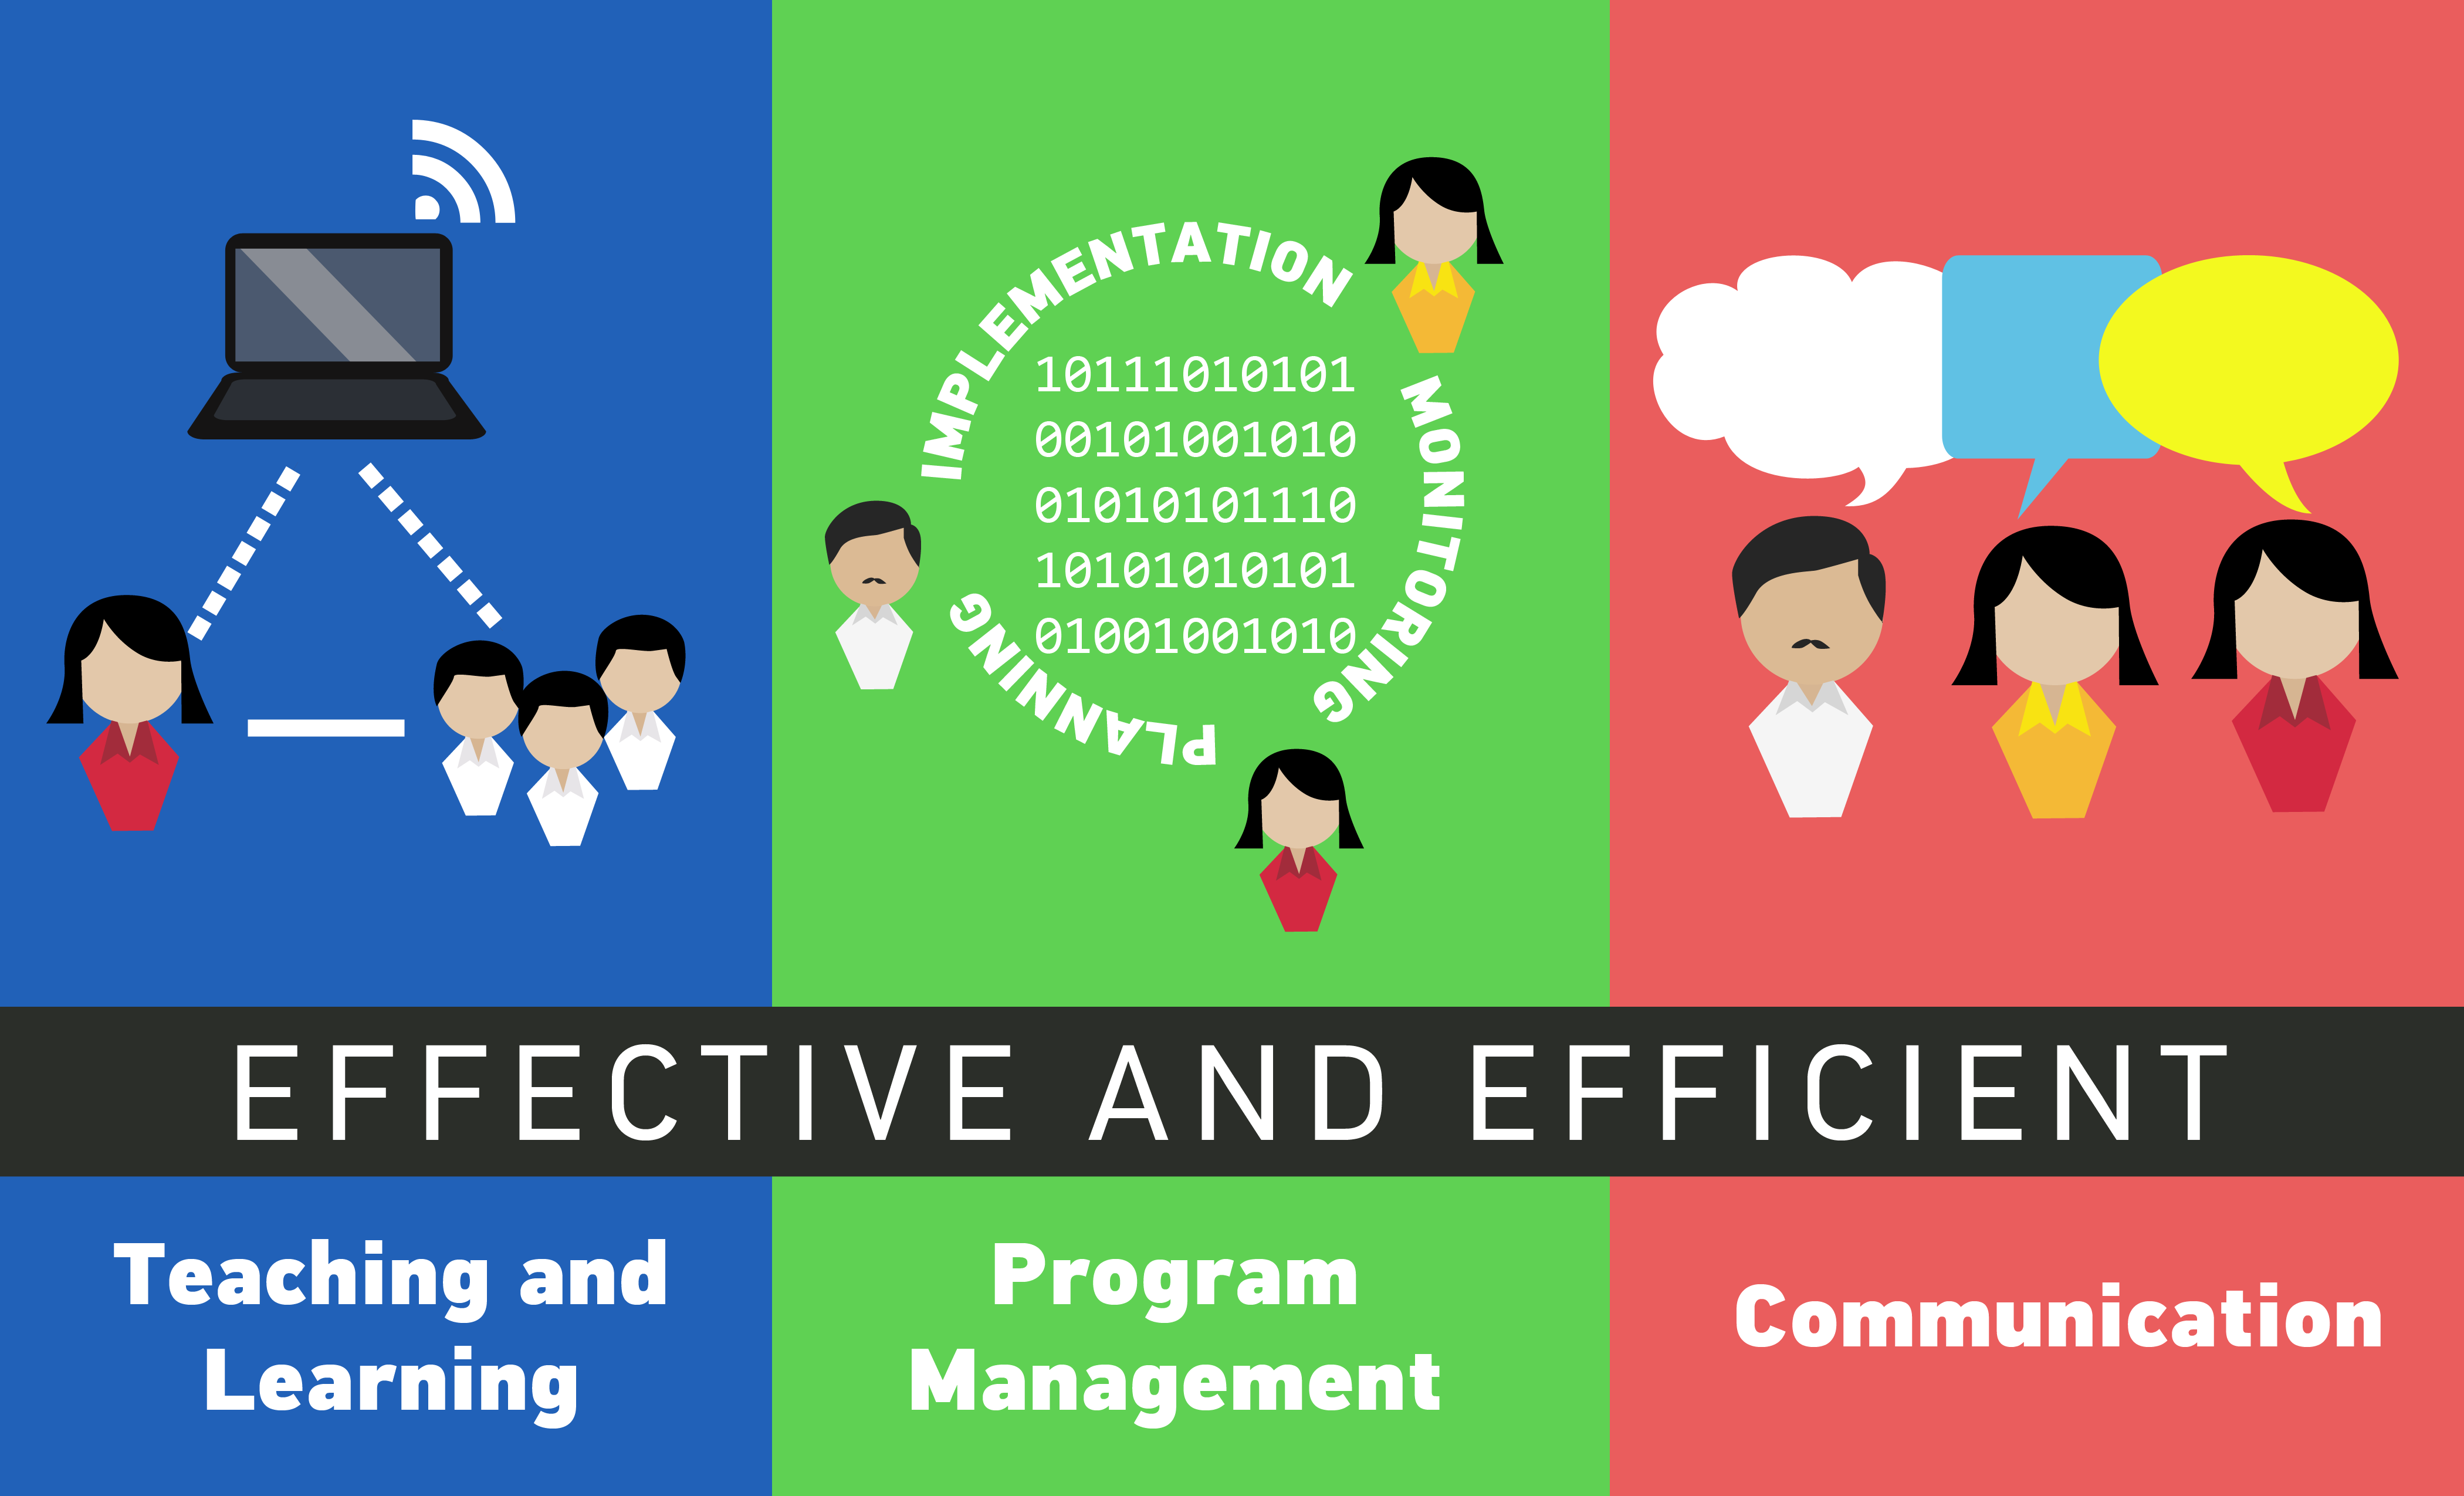 IMPLEMENTATION
MONITORING
PLANNING
10111010101
00101001010
01010101110
10101010101
01001001010
EFFECTIVE AND EFFICIENT
Teaching and
Learning
Program
Management
Communication